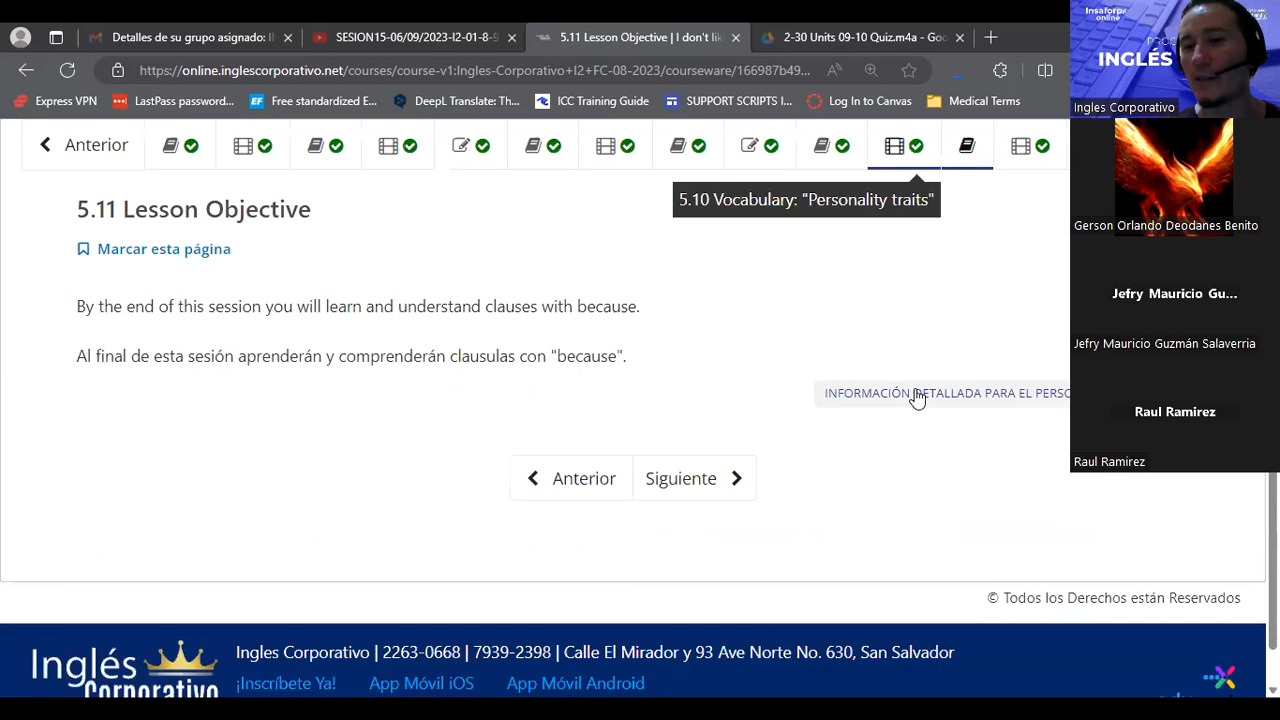 Detalles de su grupo asignado: I
SESION15-06/09/2023-I2-01-8-9
5.11 Lesson Objective | I don't li
2-30 Units 09-10 Quiz.m4a - Goo
https://online.inglescorporativo.net/courses/course-v1:Ingles-Corporativo+I2+FC-08-2023/courseware/166987b49...
Express VPN
LastPass password...
Free standardized E...
DeepL Translate: Th...
ICC Training Guide
SUPPORT SCRIPTS I...
Log In to Canvas
Medical Terms
Anterior
5.10 Vocabulary: "Personality traits"
5.11 Lesson Objective
Marcar esta página
By the end of this session you will learn and understand clauses with because.
Al final de esta sesión aprenderán y comprenderán clausulas con "because".
INFORMACIÓN DETALLADA PARA EL PERSO
Anterior
Siguiente
© Todos los Derechos están Reservados
Inglés
Corporativo
Ingles Corporativo | 2263-0668 | 7939-2398 | Calle El Mirador y 93 Ave Norte No. 630, San Salvador
¡Inscríbete Ya!
App Móvil iOS
App Móvil Android
Insaforp
online
INGLÉS
Ingles Corporativo
Gerson Orlando Deodanes Benito
Jefry Mauricio Gu...
Jefry Mauricio Guzmán Salaverria
Raul Ramirez
Raul Ramirez